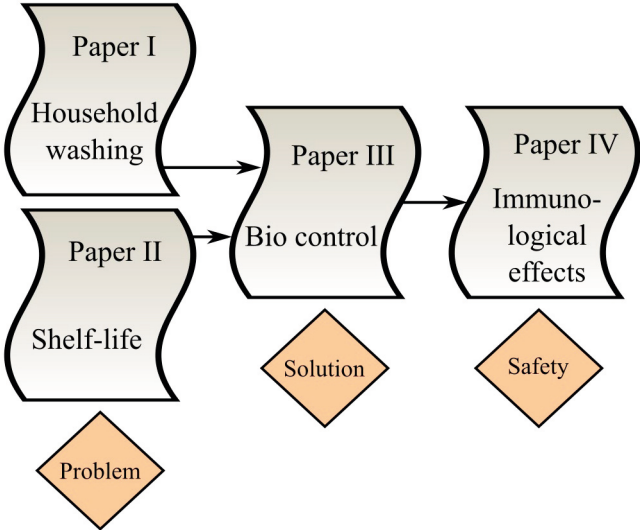 Paper I
Household
washing
Paper II
Shelf-life
Problem
Paper III
Bio control
Solution
Paper IV
Immuno-
logical
effects
Safety